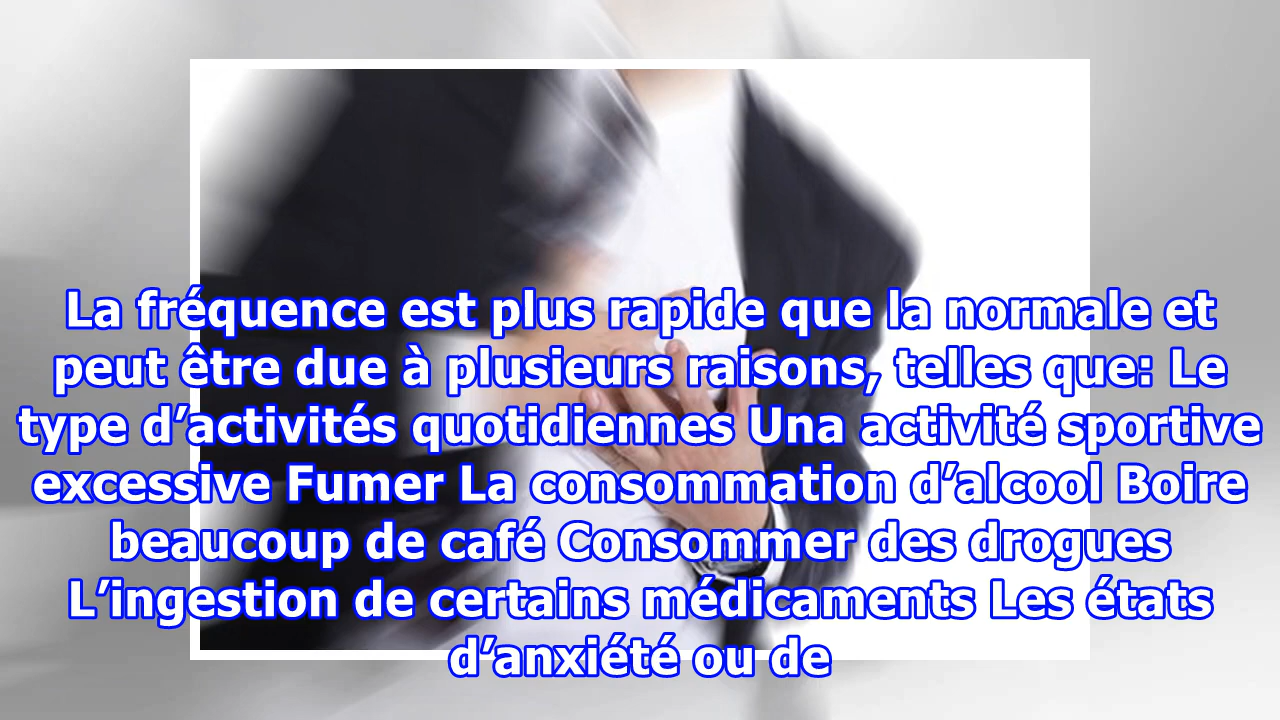 La fréquence est plus rapide que la normale et
peut être due à plusieurs raisons, telles que: Le
type d’activités quotidiennes Una activité sportive
excessive Fumer La consommation d’alcool Boire
beaucoup de café Consommer des drogues
L’ingestion de certains médicaments Les états
d’anxiété ou de